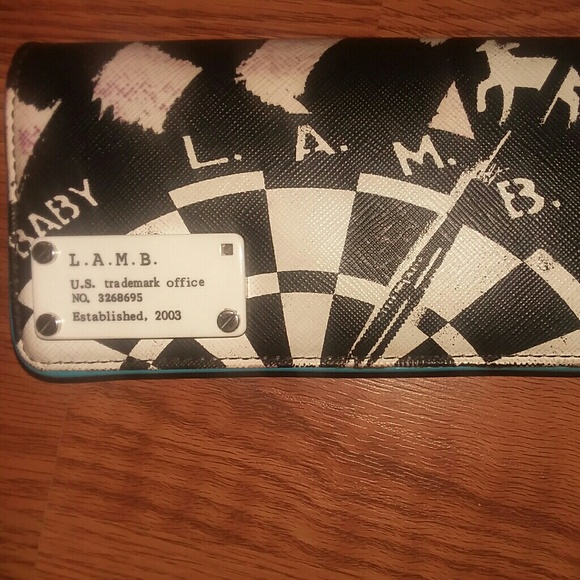 L. A. M. B.
BABY
L.A.M.B.
U.S. trademark office
NO. 3268695
Established, 2003